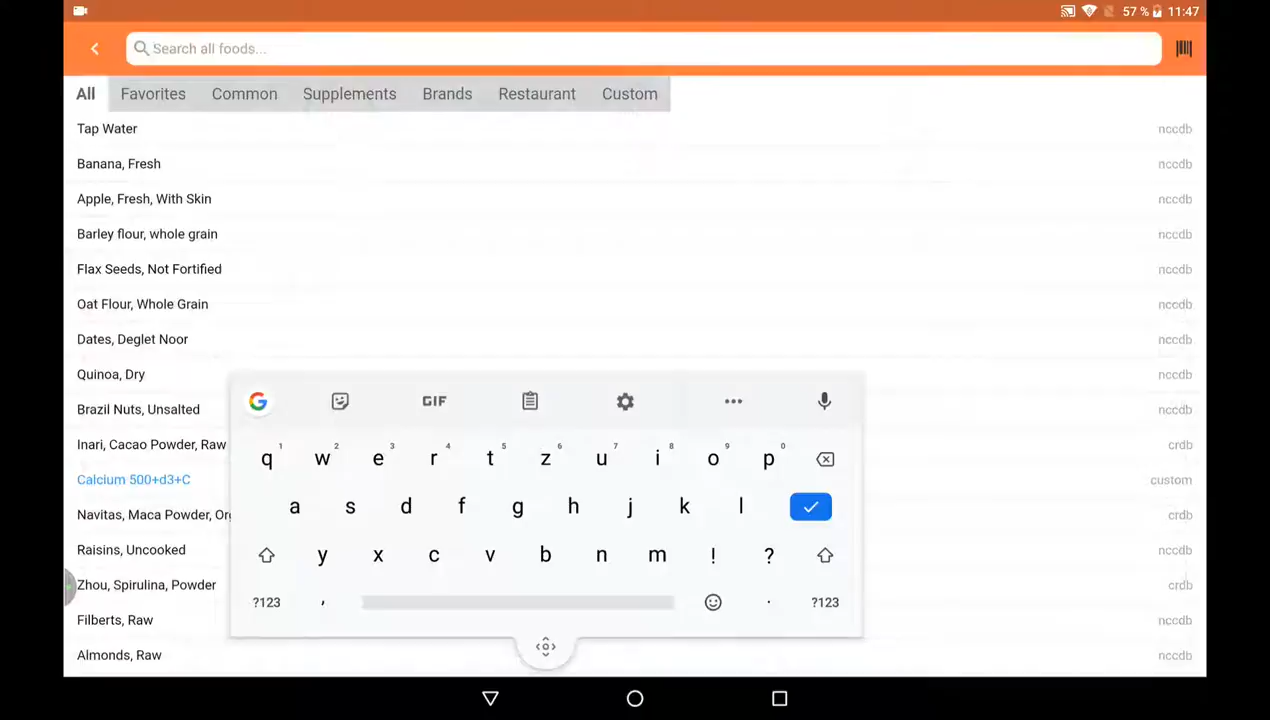 57 % 11:47
Search all foods...
All Favorites Common Supplements Brands Restaurant Custom
Tap Water nccdb
Banana, Fresh nccdb
Apple, Fresh, With Skin nccdb
Barley flour, whole grain nccdb
Flax Seeds, Not Fortified nccdb
Oat Flour, Whole Grain nccdb
Dates, Deglet Noor nccdb
Quinoa, Dry nccdb
Brazil Nuts, Unsalted nccdb
Inari, Cacao Powder, Raw crdb
Calcium 500+d3+C custom
Navitas, Maca Powder, crdb
Raisins, Uncooked nccdb
Zhou, Spirulina, Powder crdb
Filberts, Raw nccdb
Almonds, Raw nccdb
G GIF
q 1 w 2 e 3 r 4 t 5 z 6 u 7 i 8 o 9 p 0
a s d f g h j k l
y x c v b n m ! ?
?123 , . ?123